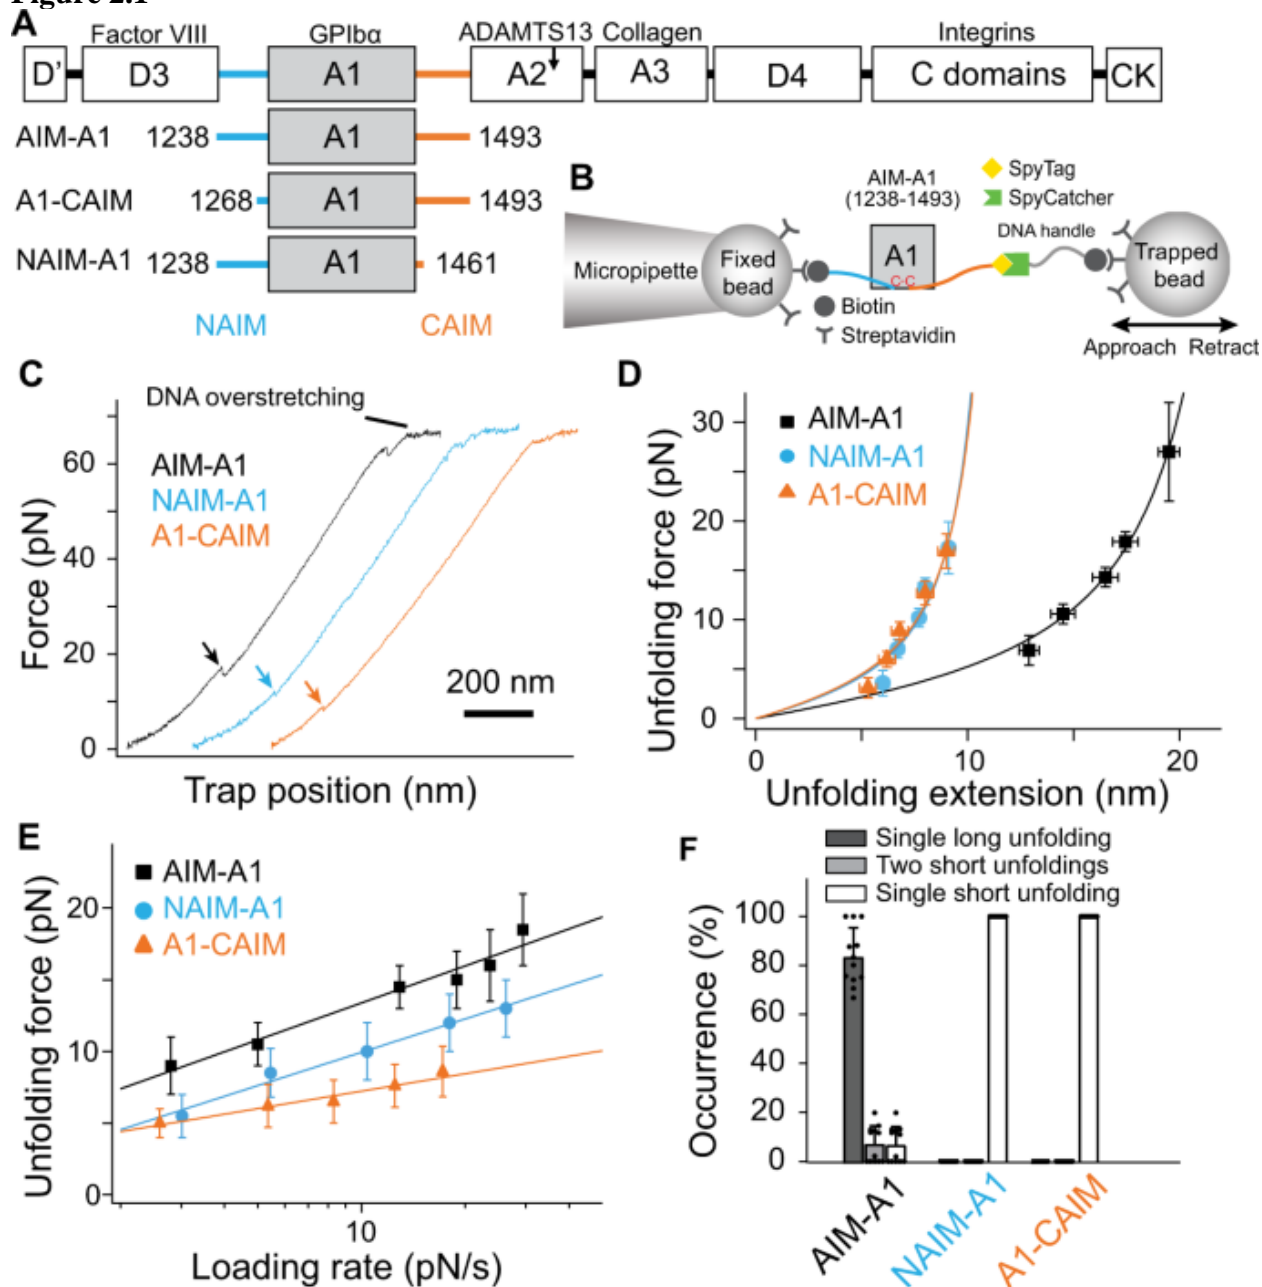 Figure 2.1
A
Factor VIII GPIbα ADAMTS13 Collagen Integrins
D' D3 A1 A2 A3 D4 C domains CK
AIM-A1 1238 A1 1493
A1-CAIM 1268 A1 1493
NAIM-A1 1238 A1 1461
NAIM CAIM
B
AIM-A1
(1238-1493)
SpyTag
SpyCatcher
DNA handle
Micropipette
Fixed
bead
A1
C-C
Trapped
bead
Biotin
Streptavidin
Approach Retract
C
DNA overstretching
AIM-A1
NAIM-A1
A1-CAIM
200 nm
Force (pN)
60
40
20
0
Trap position (nm)
D
AIM-A1
NAIM-A1
A1-CAIM
Unfolding force (pN)
30
20
10
0
0 10 20
Unfolding extension (nm)
E
AIM-A1
NAIM-A1
A1-CAIM
Unfolding force (pN)
20
10
0
10
Loading rate (pN/s)
F
Single long unfolding
Two short unfoldings
Single short unfolding
Occurrence (%)
100
80
60
40
20
0
AIM-A1
NAIM-A1
A1-CAIM